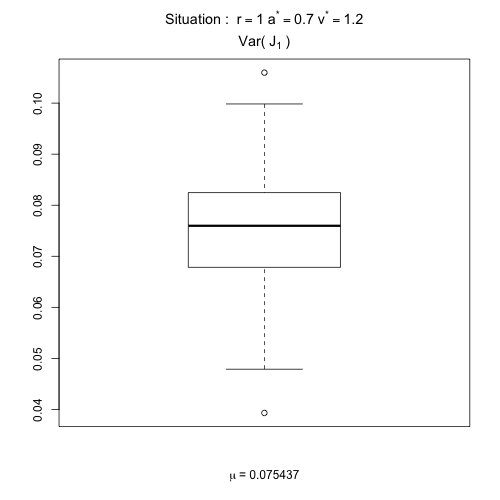 Situation : r = 1 a* = 0.7 v* = 1.2
Var( J₁ )
0.10
0.09
0.08
0.07
0.06
0.05
0.04
μ = 0.075437